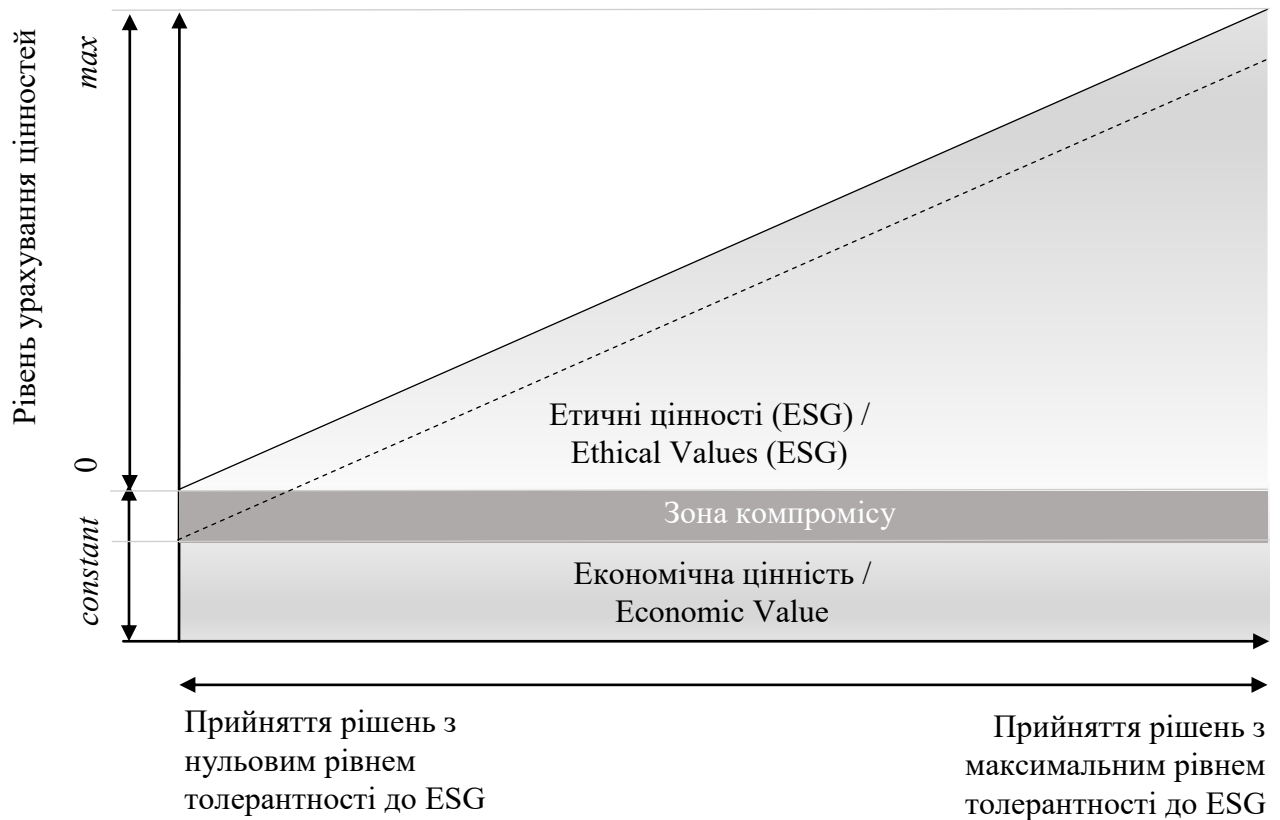 Рівень урахування цінностей
max
0
constant
Етичні цінності (ESG) /
Ethical Values (ESG)
Зона компромісу
Економічна цінність /
Economic Value
Прийняття рішень з
нульовим рівнем
толерантності до ESG
Прийняття рішень з
максимальним рівнем
толерантності до ESG